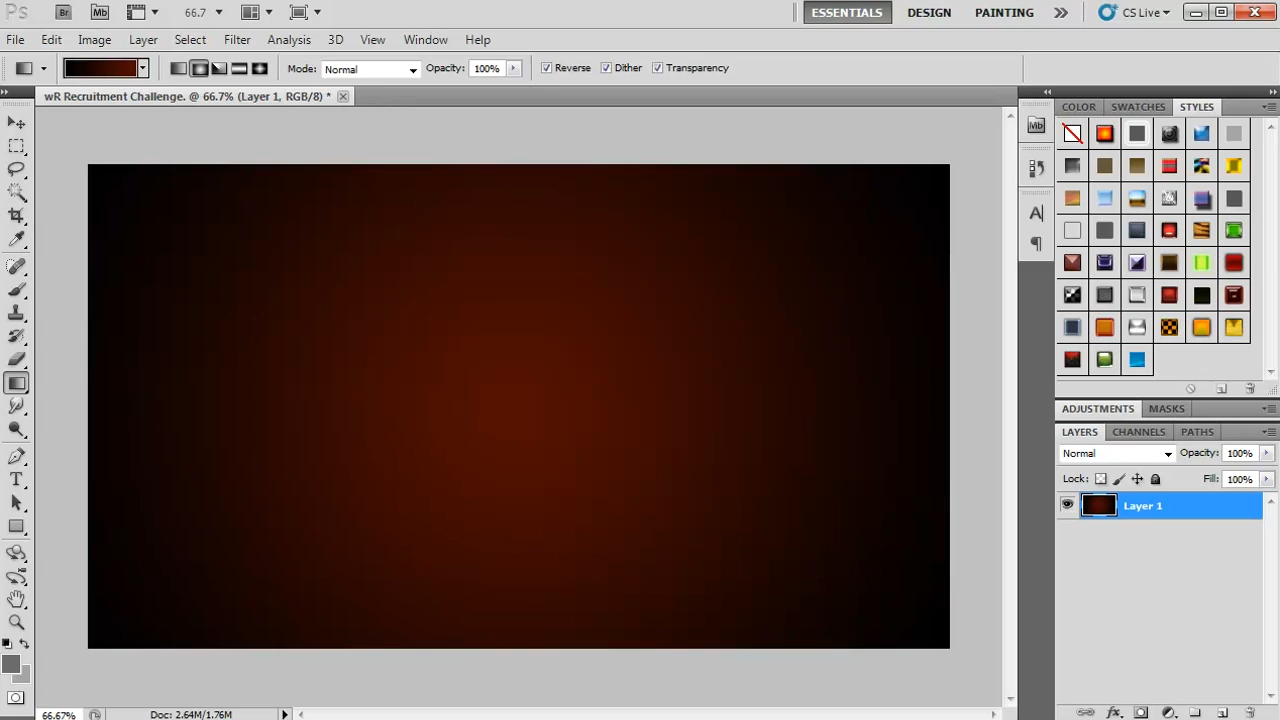 Ps Br Mb 66.7 ESSENTIALS DESIGN PAINTING CS Live
File Edit Image Layer Select Filter Analysis 3D View Window Help
Mode: Normal Opacity: 100% Reverse Dither Transparency
wR Recruitment Challenge. @ 66.7% (Layer 1, RGB/8) *
COLOR SWATCHES STYLES
Mb
A
ADJUSTMENTS MASKS
LAYERS CHANNELS PATHS
Normal Opacity: 100%
Lock: Fill: 100%
Layer 1
T
fx
66.67% Doc: 2.64M/1.76M